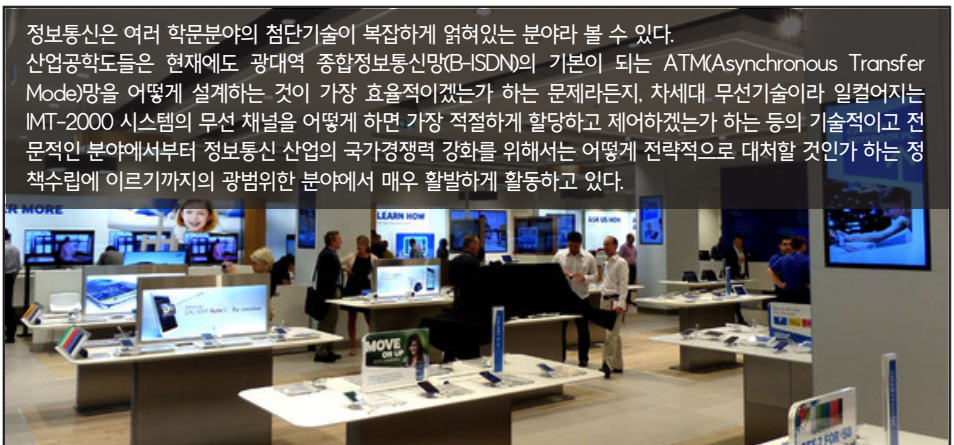 정보통신은 여러 학문분야의 첨단기술이 복잡하게 얽혀있는 분야라 볼 수 있다.
산업공학도들은 현재에도 광대역 종합정보통신망(B-ISDN)의 기본이 되는 ATM(Asynchronous Transfer
Mode)망을 어떻게 설계하는 것이 가장 효율적이겠는가 하는 문제라든지, 차세대 무선기술이라 일컬어지는
IMT-2000 시스템의 무선 채널을 어떻게 하면 가장 적절하게 할당하고 제어하겠는가 하는 등의 기술적이고 전
문적인 분야에서부터 정보통신 산업의 국가경쟁력 강화를 위해서는 어떻게 전략적으로 대처할 것인가 하는 정
책수립에 이르기까지의 광범위한 분야에서 매우 활발하게 활동하고 있다.
ER MORE
LEARN HOW
ASK US NOW
GALAXY Note
MOVE
ON UP
FOR $50